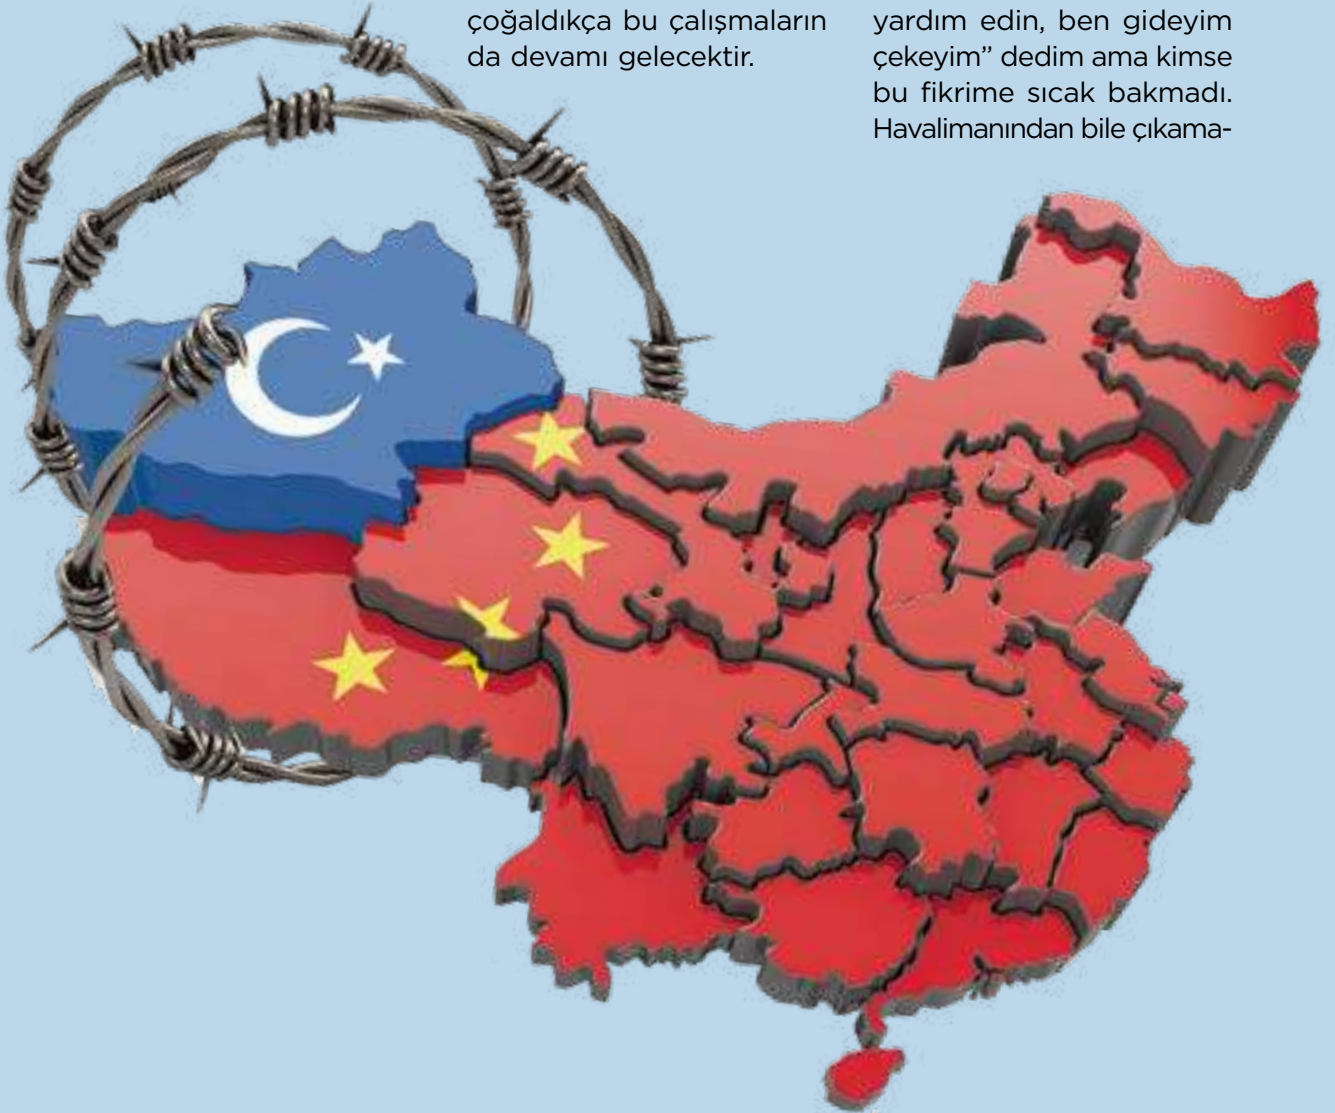 çoğaldıkça bu çalışmaların
da devamı gelecektir.
yardım edin, ben gideyim
çekeyim” dedim ama kimse
bu fikrime sıcak bakmadı.
Havalimanından bile çıkama-